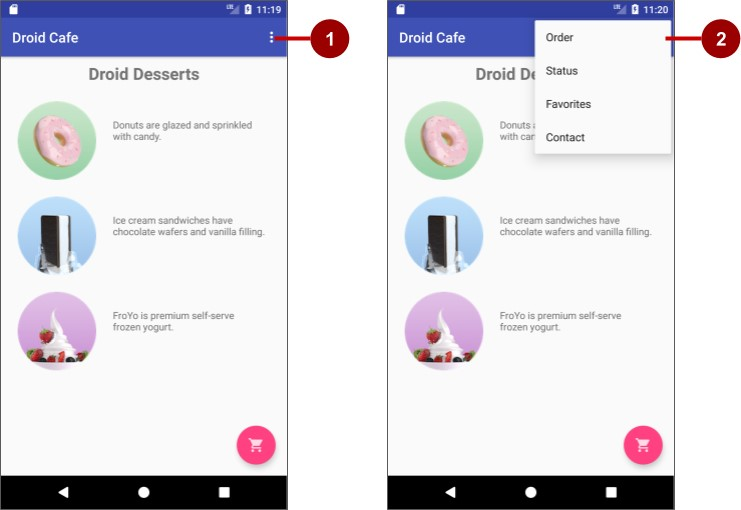 LTE 11:19
Droid Cafe
1
Droid Desserts
Donuts are glazed and sprinkled
with candy.
Ice cream sandwiches have
chocolate wafers and vanilla filling.
FroYo is premium self-serve
frozen yogurt.
LTE 11:20
Droid Cafe
Order
2
Status
Favorites
Contact
Droid De
Donuts a
with can
Ice cream sandwiches have
chocolate wafers and vanilla filling.
FroYo is premium self-serve
frozen yogurt.